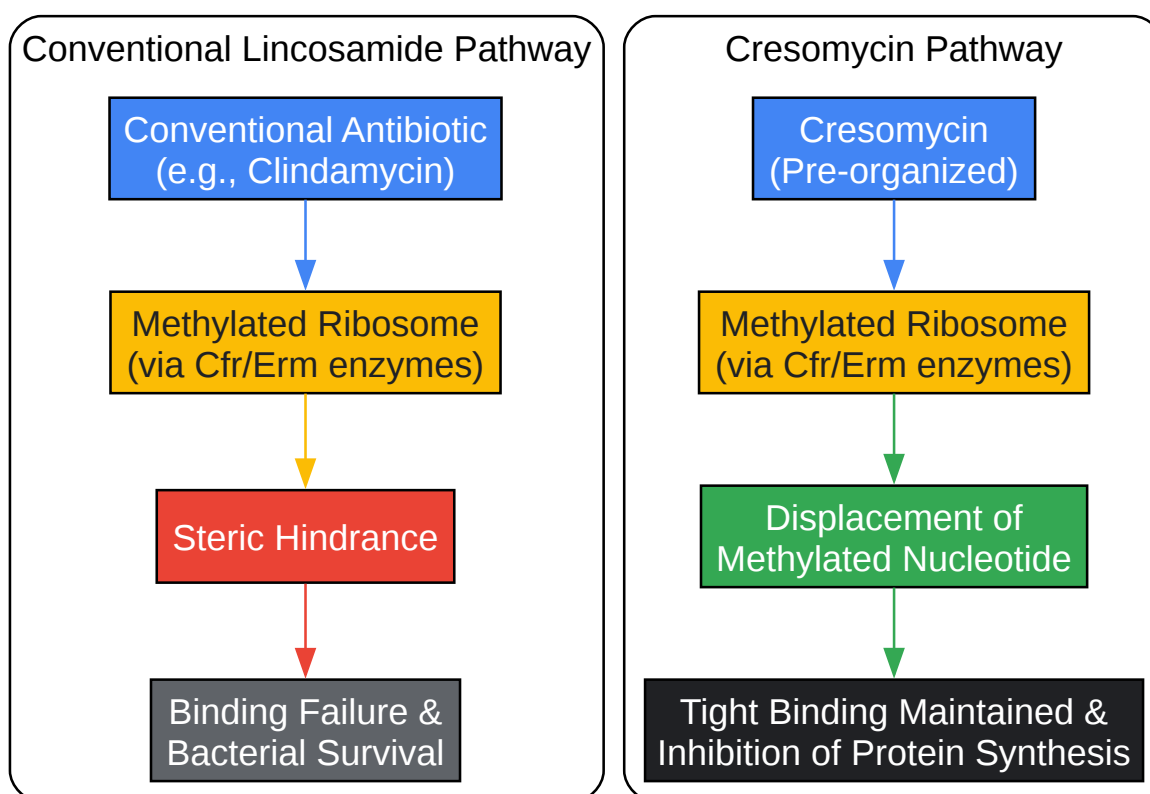 Conventional Lincosamide Pathway
Conventional Antibiotic
(e.g., Clindamycin)
Methylated Ribosome
(via Cfr/Erm enzymes)
Steric Hindrance
Binding Failure &
Bacterial Survival
Cresomycin Pathway
Cresomycin
(Pre-organized)
Methylated Ribosome
(via Cfr/Erm enzymes)
Displacement of
Methylated Nucleotide
Tight Binding Maintained &
Inhibition of Protein Synthesis